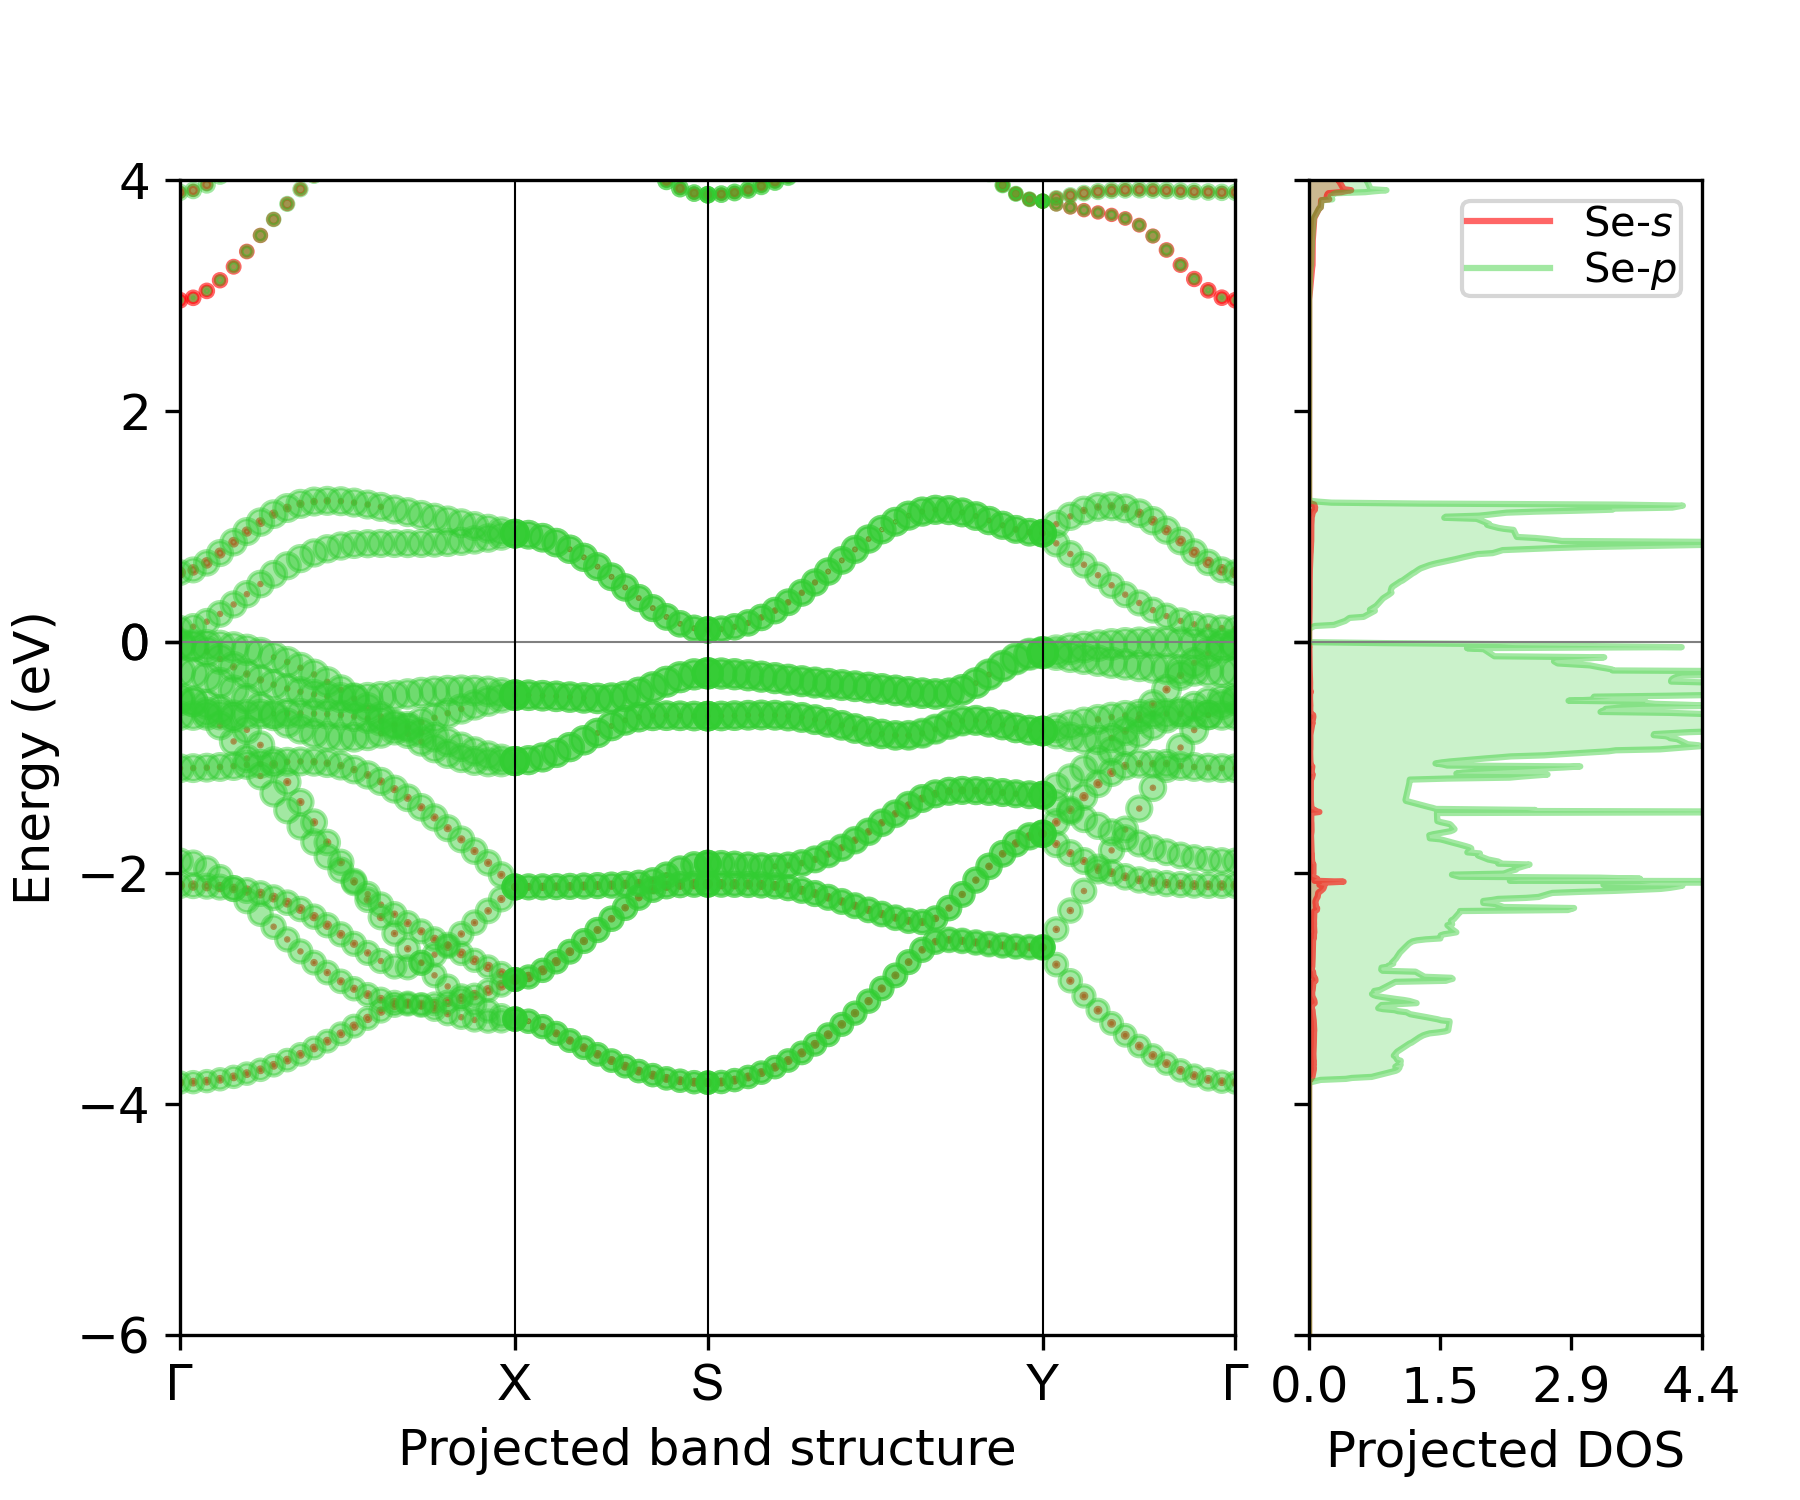 4
2
0
−2
−4
−6
Energy (eV)
Γ X S Y Γ
Projected band structure
Se-s
Se-p
0.0 1.5 2.9 4.4
Projected DOS